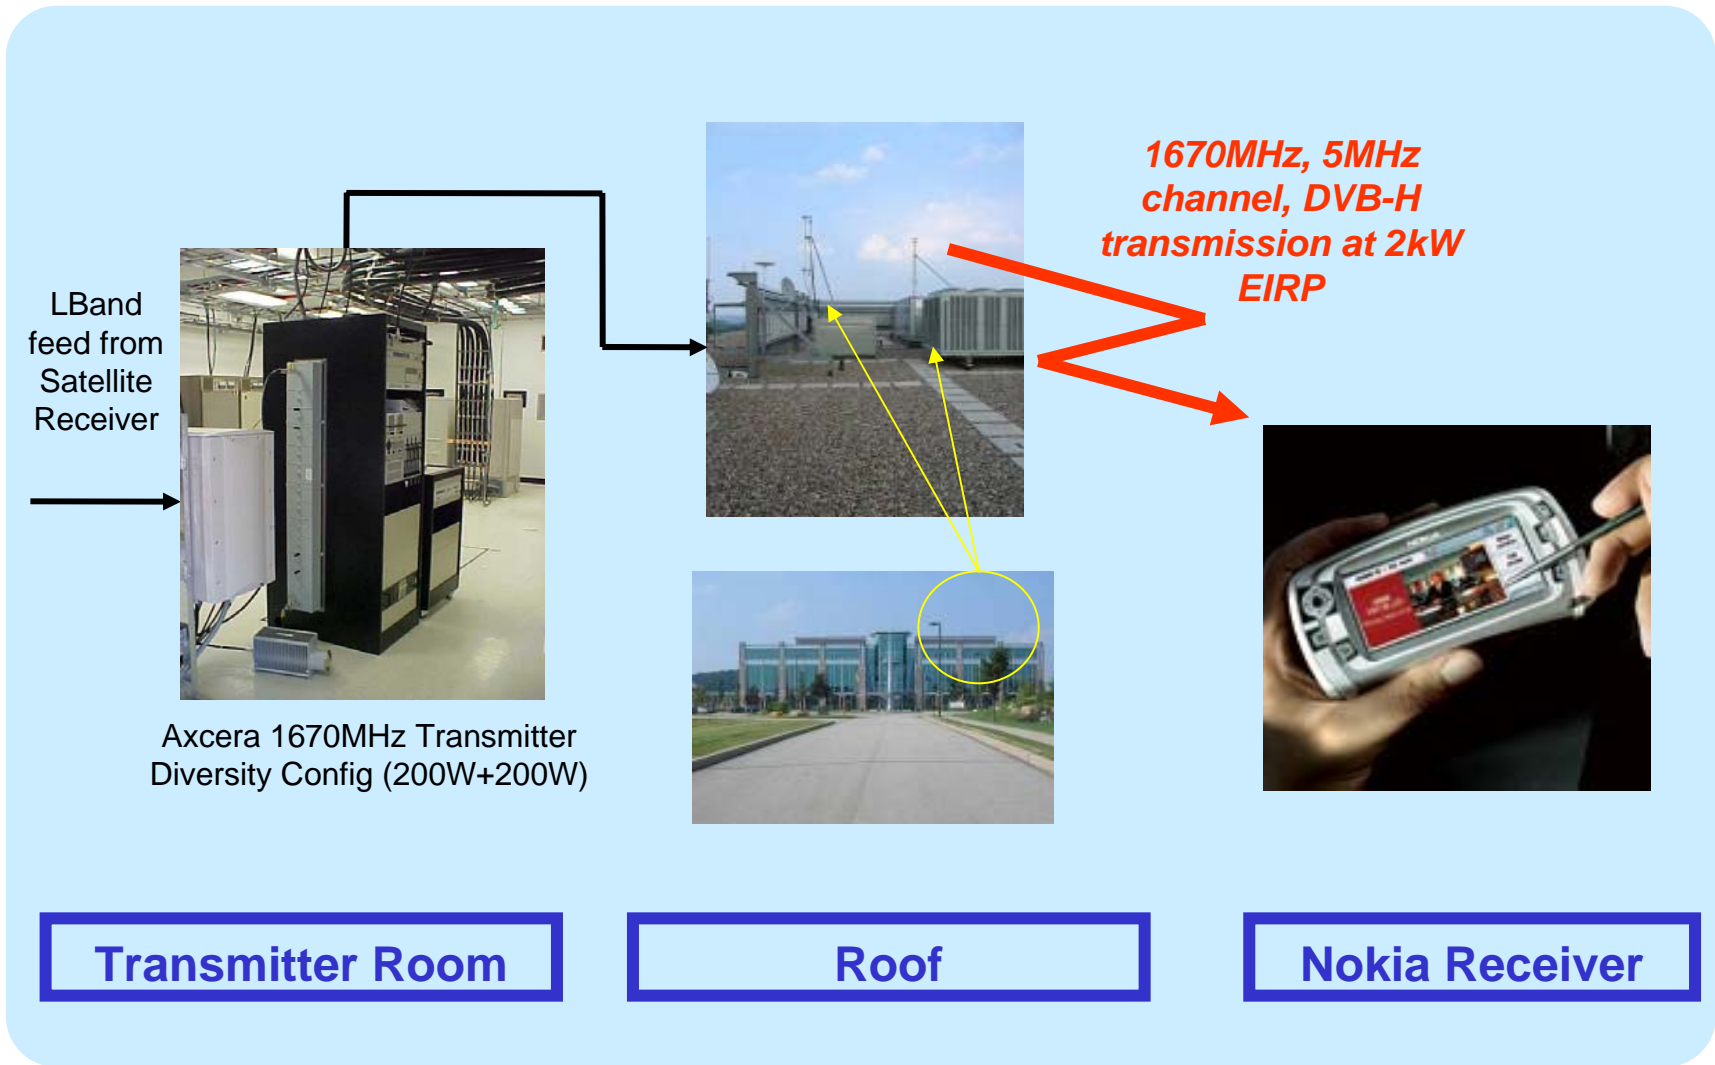 LBand
feed from
Satellite
Receiver
Axcera 1670MHz Transmitter
Diversity Config (200W+200W)
1670MHz, 5MHz
channel, DVB-H
transmission at 2kW
EIRP
NOKIA
Transmitter Room
Roof
Nokia Receiver